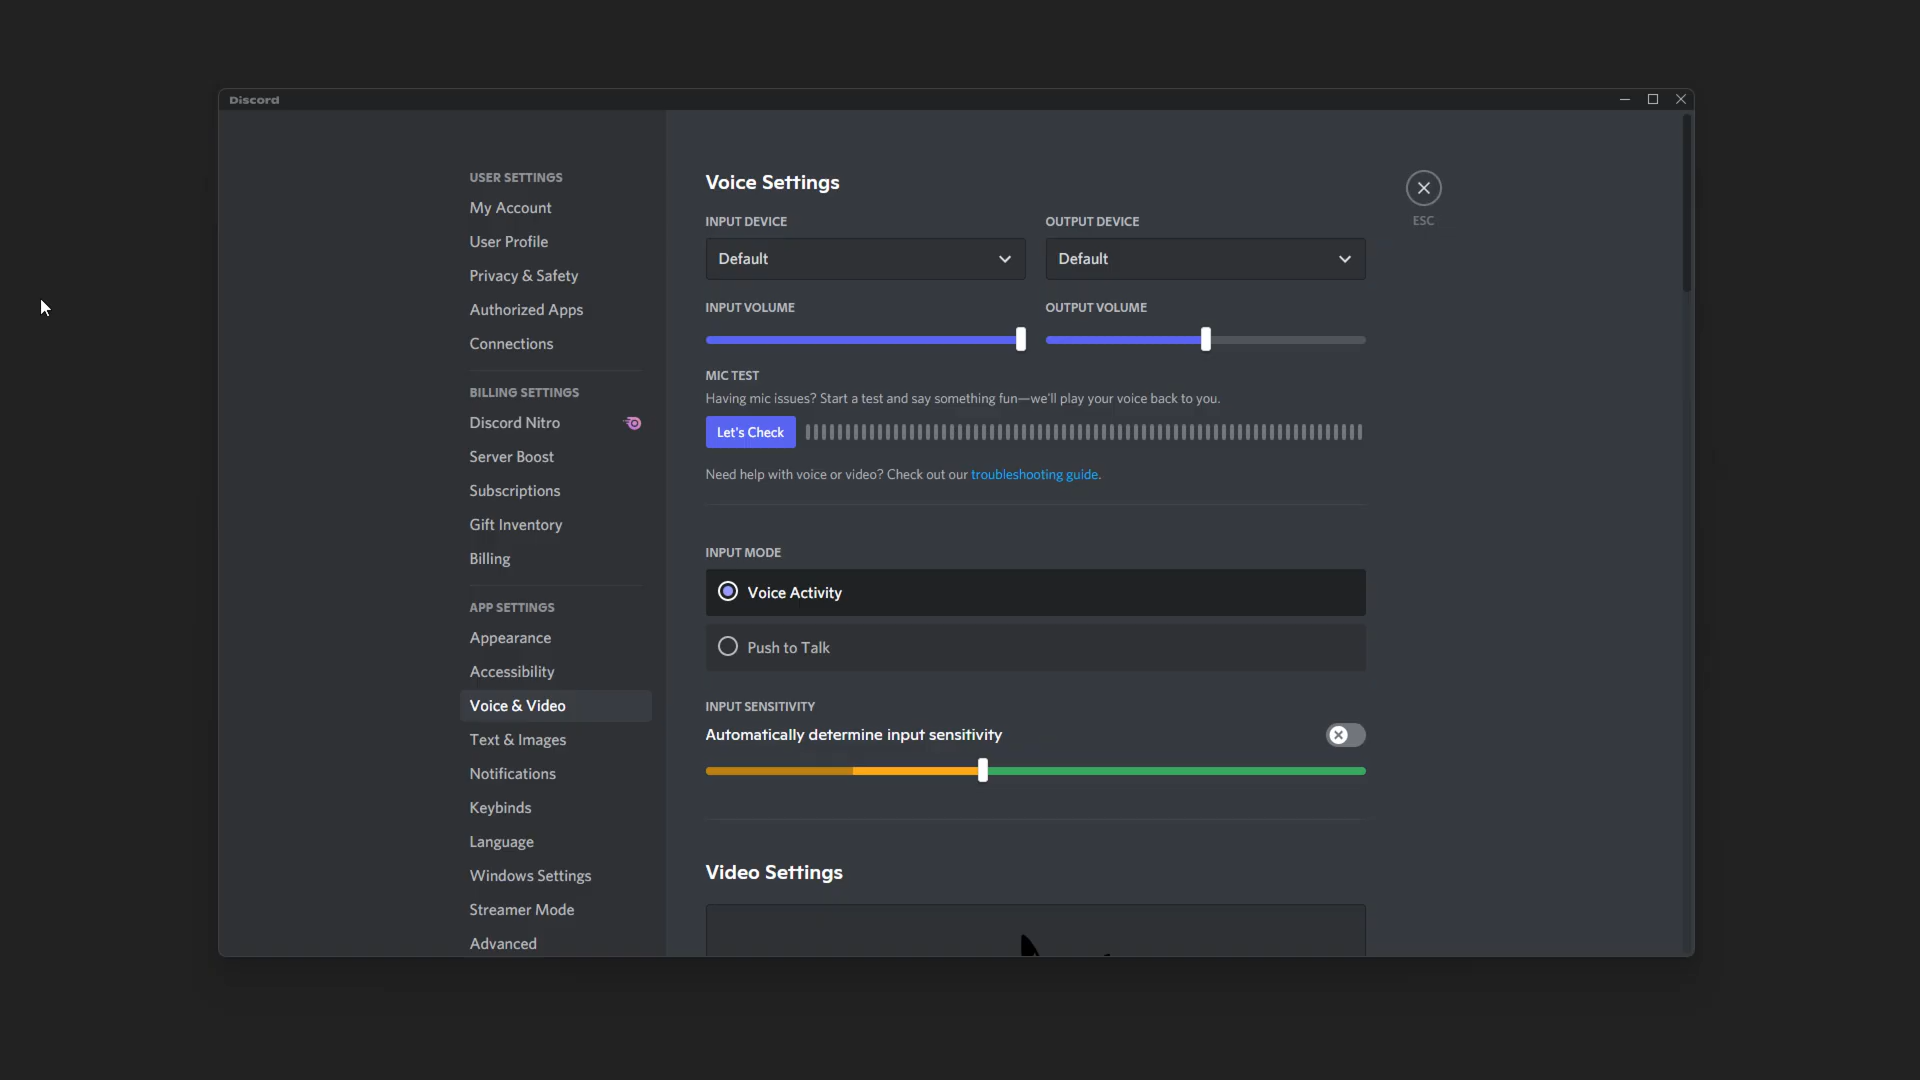 Discord
USER SETTINGS
My Account
User Profile
Privacy & Safety
Authorized Apps
Connections
BILLING SETTINGS
Discord Nitro
Server Boost
Subscriptions
Gift Inventory
Billing
APP SETTINGS
Appearance
Accessibility
Voice & Video
Text & Images
Notifications
Keybinds
Language
Windows Settings
Streamer Mode
Advanced
Voice Settings
ESC
INPUT DEVICE
OUTPUT DEVICE
Default
Default
INPUT VOLUME
OUTPUT VOLUME
MIC TEST
Having mic issues? Start a test and say something fun—we'll play your voice back to you.
Let's Check
Need help with voice or video? Check out our troubleshooting guide.
INPUT MODE
Voice Activity
Push to Talk
INPUT SENSITIVITY
Automatically determine input sensitivity
Video Settings